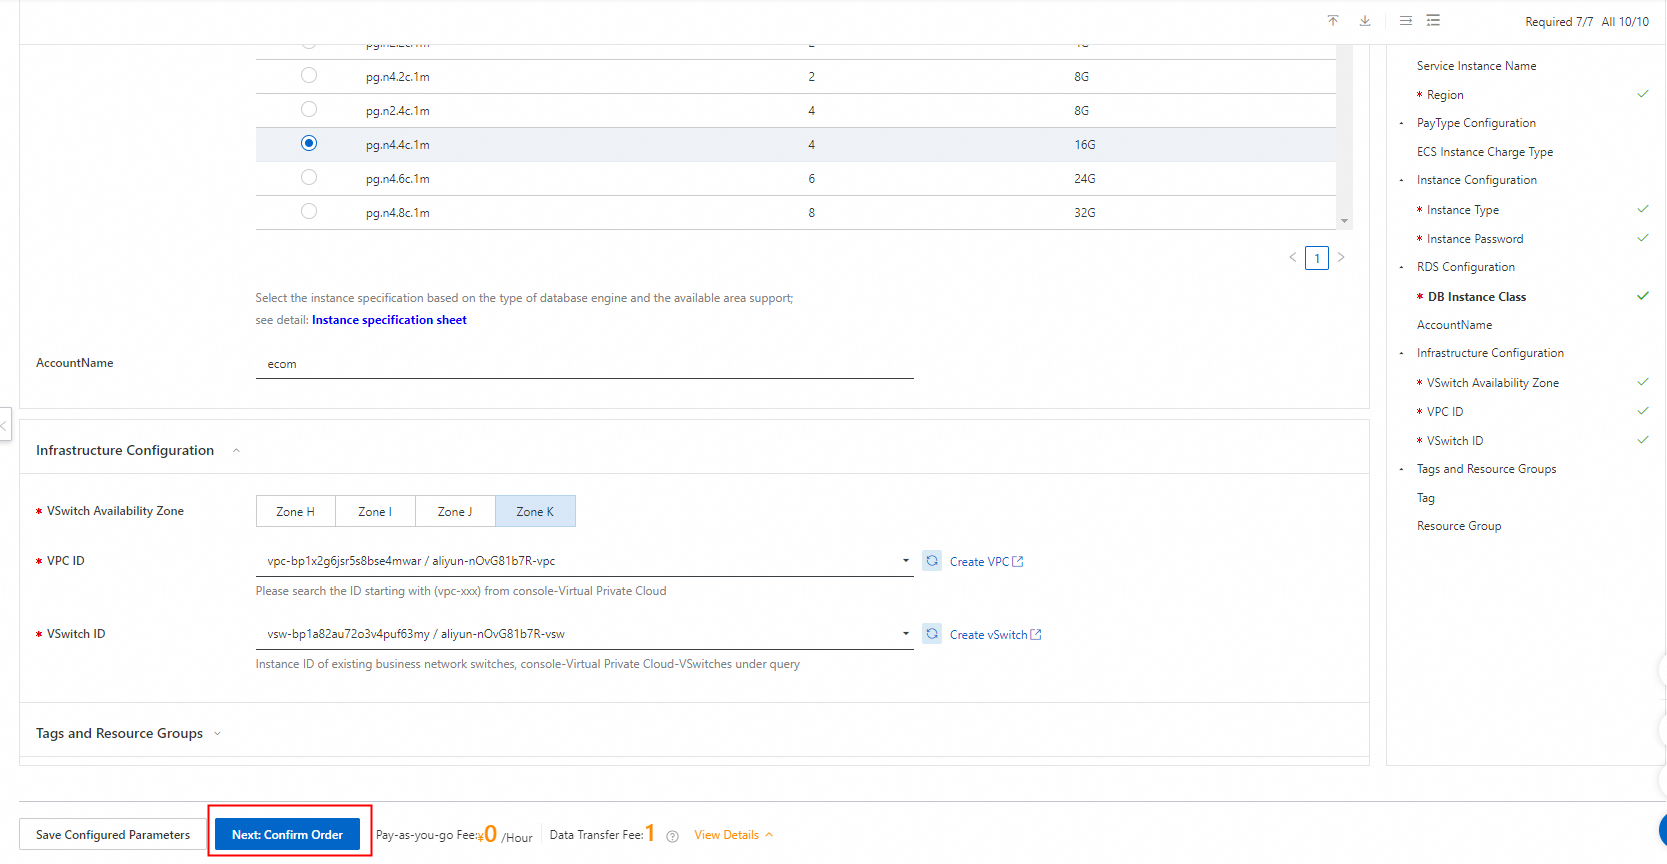 Required 7/7 All 10/10
pg.n4.2c.1m 2 8G
pg.n2.4c.1m 4 8G
pg.n4.4c.1m 4 16G
pg.n4.6c.1m 6 24G
pg.n4.8c.1m 8 32G
1
Select the instance specification based on the type of database engine and the available area support;
see detail: Instance specification sheet
AccountName
ecom
Infrastructure Configuration
* VSwitch Availability Zone
Zone H Zone I Zone J Zone K
* VPC ID
vpc-bp1x2g6jsr5s8bse4mwar / aliyun-nOvG81b7R-vpc
Create VPC
Please search the ID starting with (vpc-xxx) from console-Virtual Private Cloud
* VSwitch ID
vsw-bp1a82au72o3v4puf63my / aliyun-nOvG81b7R-vsw
Create vSwitch
Instance ID of existing business network switches, console-Virtual Private Cloud-VSwitches under query
Tags and Resource Groups
Service Instance Name
* Region
PayType Configuration
ECS Instance Charge Type
Instance Configuration
* Instance Type
* Instance Password
RDS Configuration
* DB Instance Class
AccountName
Infrastructure Configuration
* VSwitch Availability Zone
* VPC ID
* VSwitch ID
Tags and Resource Groups
Tag
Resource Group
Save Configured Parameters
Next: Confirm Order
Pay-as-you-go Fee:¥0 /Hour
Data Transfer Fee:1
View Details